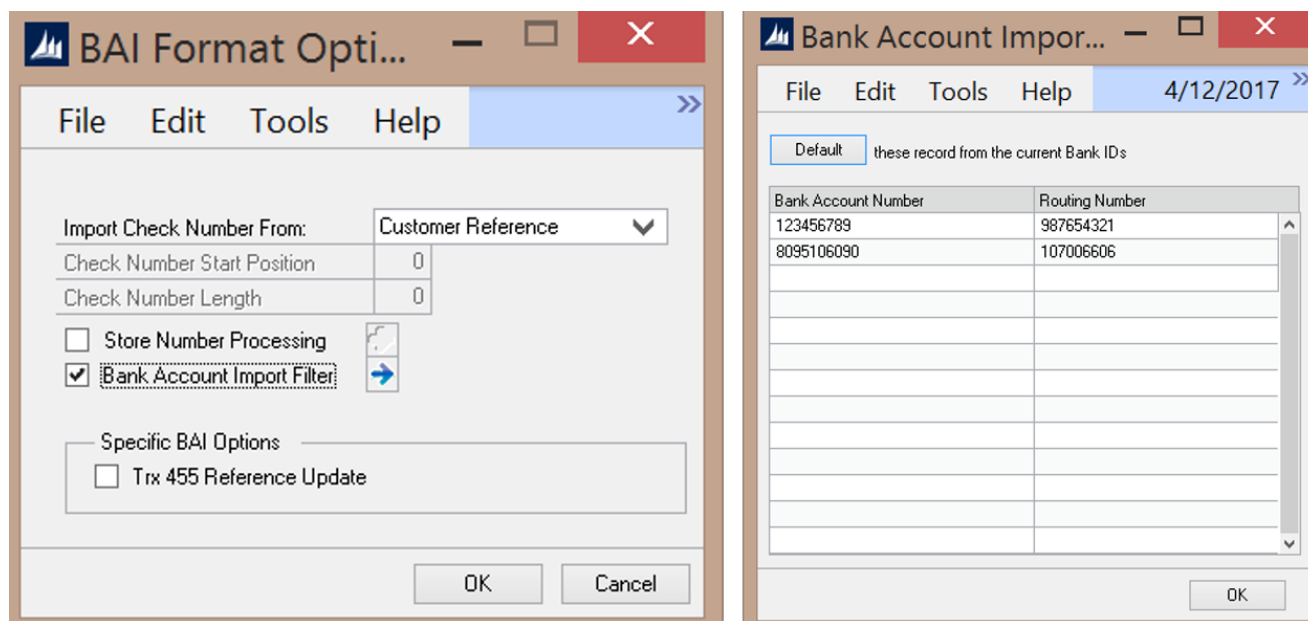 BAI Format Opti...
File Edit Tools Help
Import Check Number From: Customer Reference
Check Number Start Position 0
Check Number Length 0
Store Number Processing
Bank Account Import Filter
Specific BAI Options
Trx 455 Reference Update
OK Cancel
Bank Account Impor...
File Edit Tools Help 4/12/2017
Default these record from the current Bank IDs
Bank Account Number Routing Number
123456789 987654321
8095106090 107006606
OK